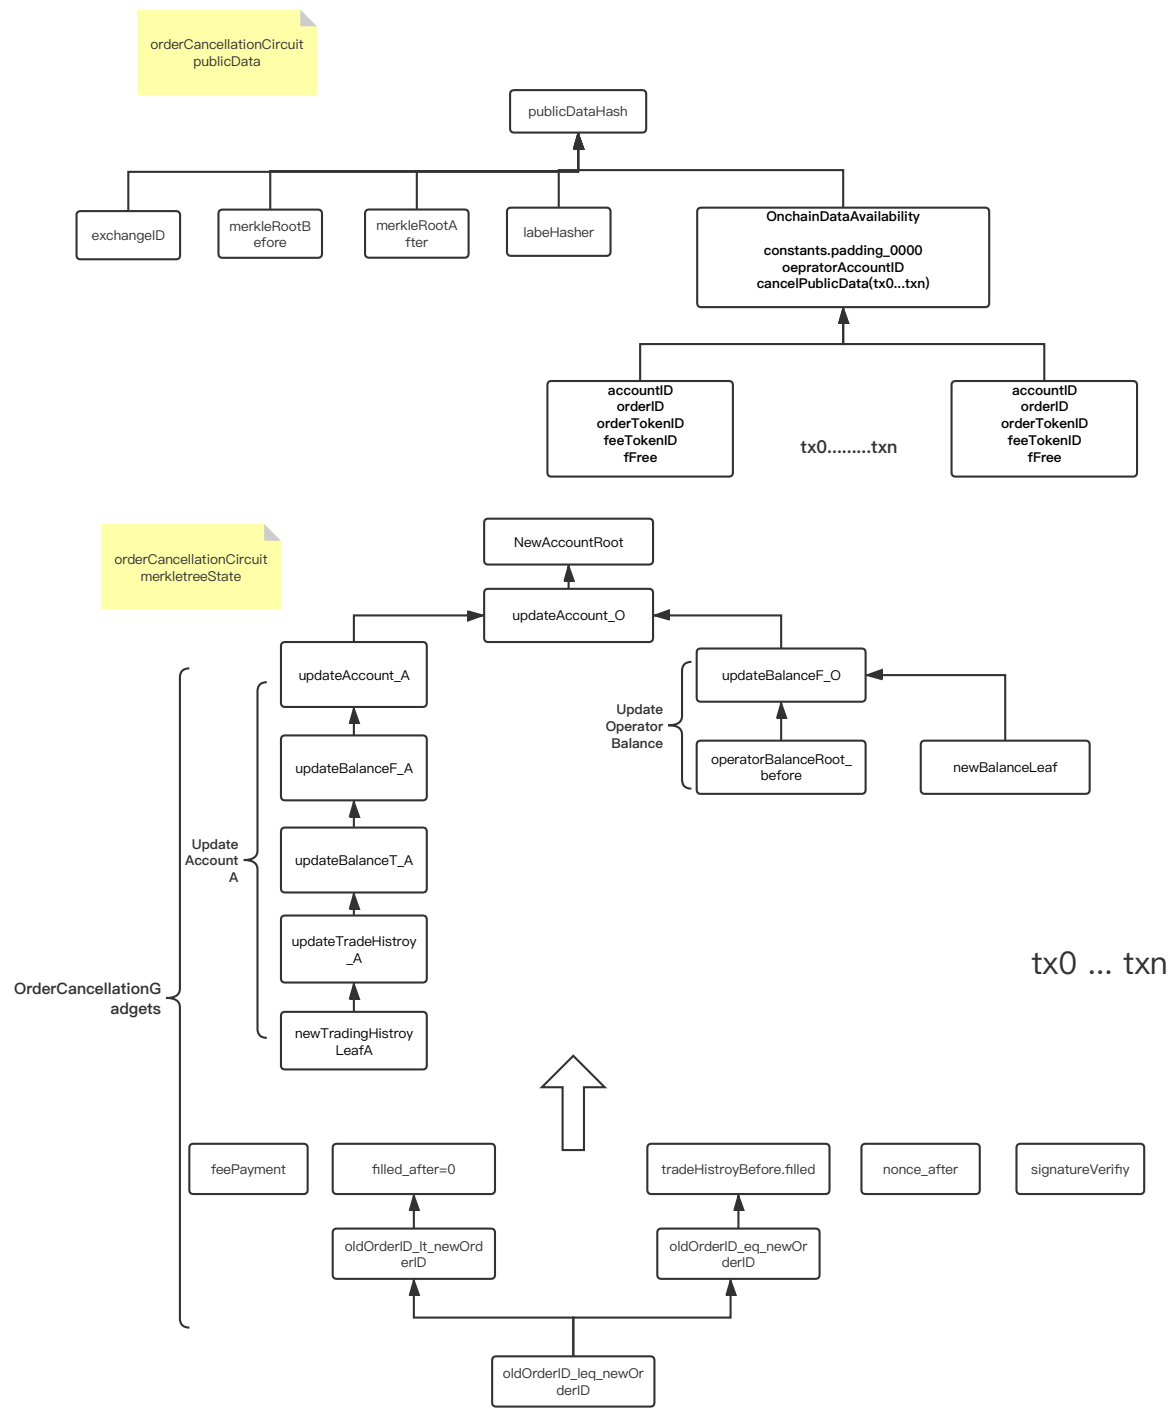 orderCancellationCircuit
publicData
publicDataHash
exchangeID
merkleRootB
efore
merkleRootA
fter
labeHasher
OnchainDataAvailability
constants.padding_0000
oepratorAccountID
cancelPublicData(tx0...txn)
accountID
orderID
orderTokenID
feeTokenID
fFree
tx0.........txn
accountID
orderID
orderTokenID
feeTokenID
fFree
orderCancellationCircuit
merkletreeState
NewAccountRoot
updateAccount_O
updateAccount_A
updateBalanceF_O
Update
Operator
Balance
operatorBalanceRoot_
before
newBalanceLeaf
updateBalanceF_A
Update
Account
A
updateBalanceT_A
updateTradeHistroy
_A
newTradingHistroy
LeafA
OrderCancellationG
adgets
tx0 ... txn
feePayment
filled_after=0
tradeHistroyBefore.filled
nonce_after
signatureVerifiy
oldOrderID_lt_newOrd
erID
oldOrderID_eq_newOr
derID
oldOrderID_leq_newOr
derID